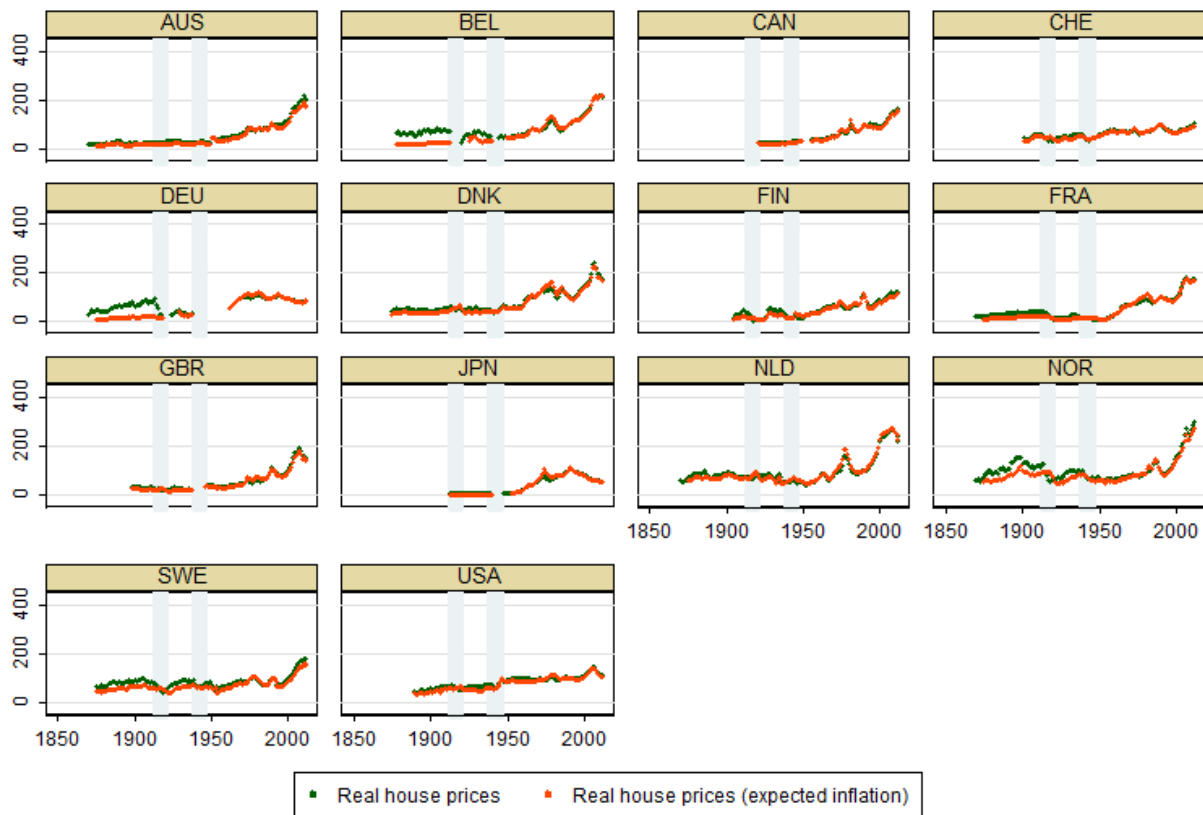 AUS BEL CAN CHE
400
200
0
DEU DNK FIN FRA
400
200
0
GBR JPN NLD NOR
400
200
0
1850 1900 1950 2000 1850 1900 1950 2000
SWE USA
400
200
0
1850 1900 1950 2000 1850 1900 1950 2000
Real house prices Real house prices (expected inflation)